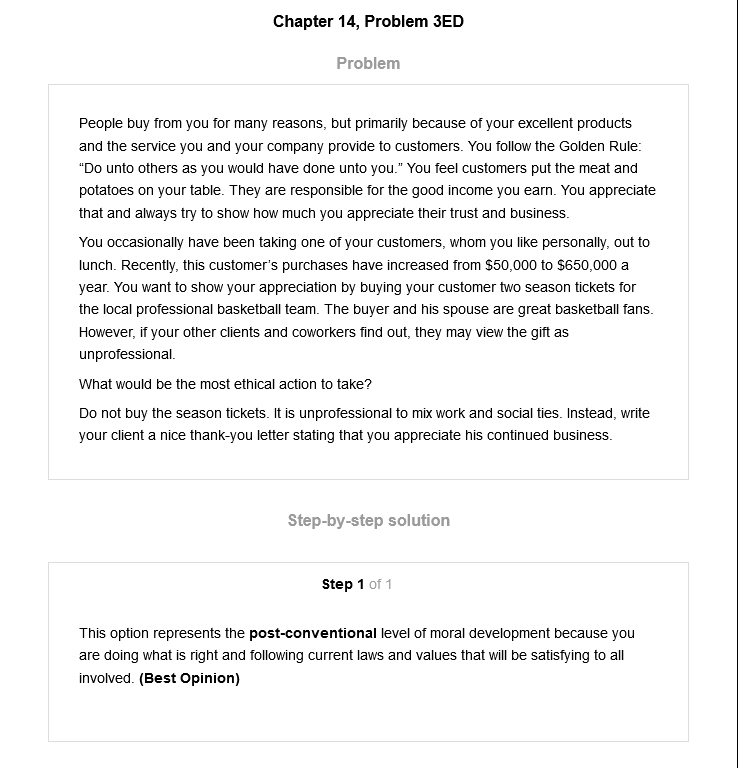 Chapter 14, Problem 3ED
Problem
People buy from you for many reasons, but primarily because of your excellent products
and the service you and your company provide to customers. You follow the Golden Rule:
“Do unto others as you would have done unto you.” You feel customers put the meat and
potatoes on your table. They are responsible for the good income you earn. You appreciate
that and always try to show how much you appreciate their trust and business.
You occasionally have been taking one of your customers, whom you like personally, out to
lunch. Recently, this customer’s purchases have increased from $50,000 to $650,000 a
year. You want to show your appreciation by buying your customer two season tickets for
the local professional basketball team. The buyer and his spouse are great basketball fans.
However, if your other clients and coworkers find out, they may view the gift as
unprofessional.
What would be the most ethical action to take?
Do not buy the season tickets. It is unprofessional to mix work and social ties. Instead, write
your client a nice thank-you letter stating that you appreciate his continued business.
Step-by-step solution
Step 1 of 1
This option represents the post-conventional level of moral development because you
are doing what is right and following current laws and values that will be satisfying to all
involved. (Best Opinion)